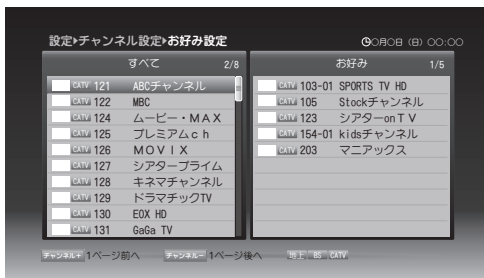 設定▶チャンネル設定▶お好み設定
○月○日 (日) ○○:○○
すべて 2/8
CATV 121 ABCチャンネル
CATV 122 MBC
CATV 124 ムービー・MAX
CATV 125 プレミアムch
CATV 126 MOVIX
CATV 127 シアタープライム
CATV 128 キネマチャンネル
CATV 129 ドラマチックTV
CATV 130 EOX HD
CATV 131 GaGa TV
お好み 1/5
CATV 103-01 SPORTS TV HD
CATV 105 Stockチャンネル
CATV 123 シアターonTV
CATV 154-01 kidsチャンネル
CATV 203 マニアックス
チャンネル+ 1ページ前へ チャンネル- 1ページ後へ 地上 BS CATV